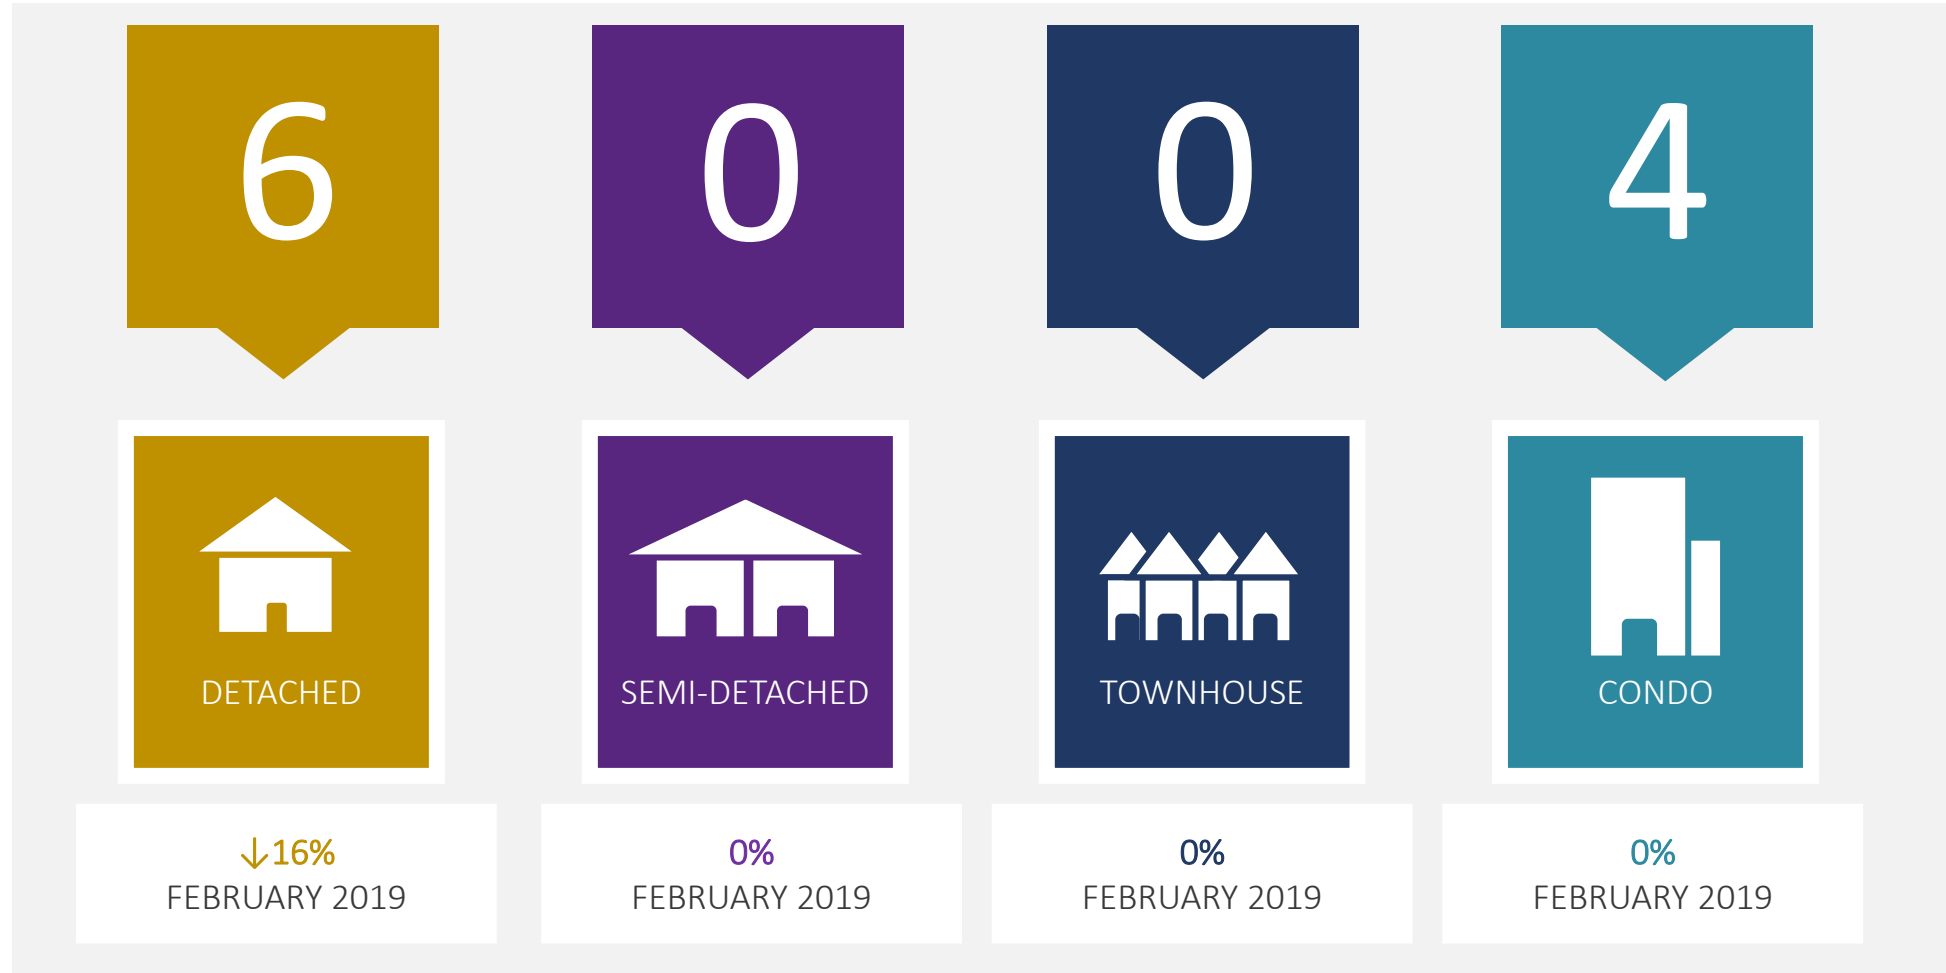 6
0
0
4
DETACHED
SEMI-DETACHED
TOWNHOUSE
CONDO
↓16%
FEBRUARY 2019
0%
FEBRUARY 2019
0%
FEBRUARY 2019
0%
FEBRUARY 2019